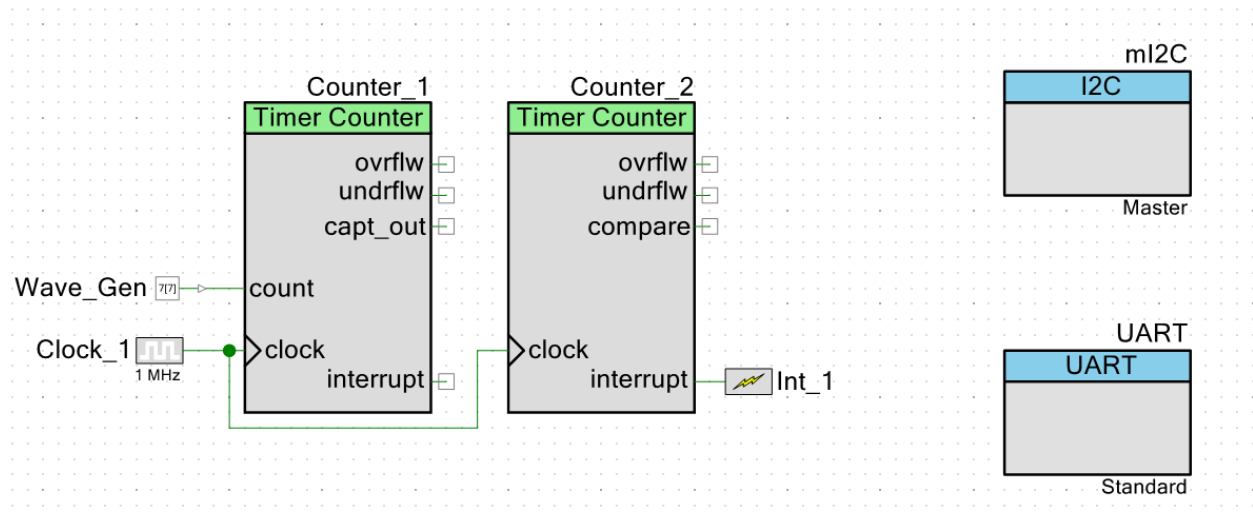 Counter_1
Timer Counter
ovrflw
undrflw
capt_out
Wave_Gen
7[7]
count
Clock_1
1 MHz
clock
interrupt
Counter_2
Timer Counter
ovrflw
undrflw
compare
clock
interrupt
Int_1
mI2C
I2C
Master
UART
UART
Standard